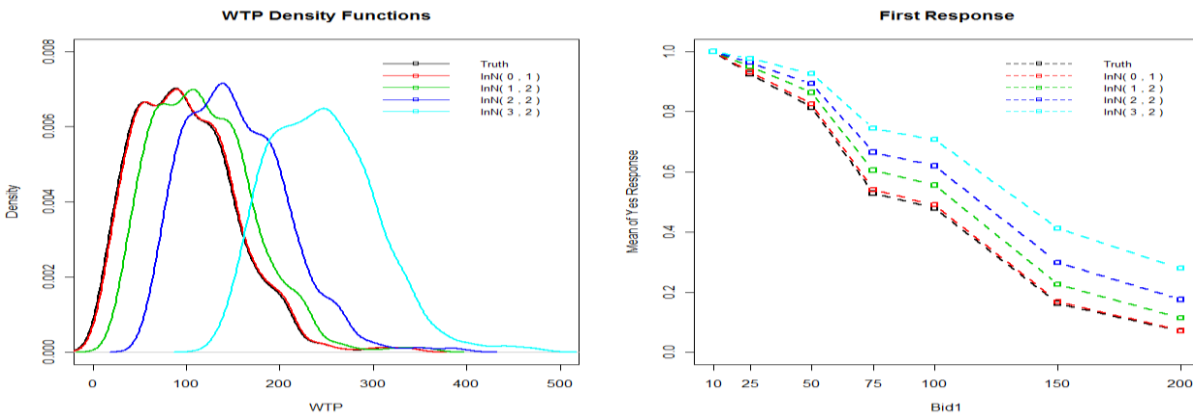 WTP Density Functions
0.008
0.006
0.004
0.002
0.000
Density
Truth
lnN( 0 , 1 )
lnN( 1 , 2 )
lnN( 2 , 2 )
lnN( 3 , 2 )
0 100 200 300 400 500
WTP
First Response
1.0
0.8
0.6
0.4
0.2
0.0
Mean of Yes Response
Truth
lnN( 0 , 1 )
lnN( 1 , 2 )
lnN( 2 , 2 )
lnN( 3 , 2 )
10 25 50 75 100 150 200
Bid1